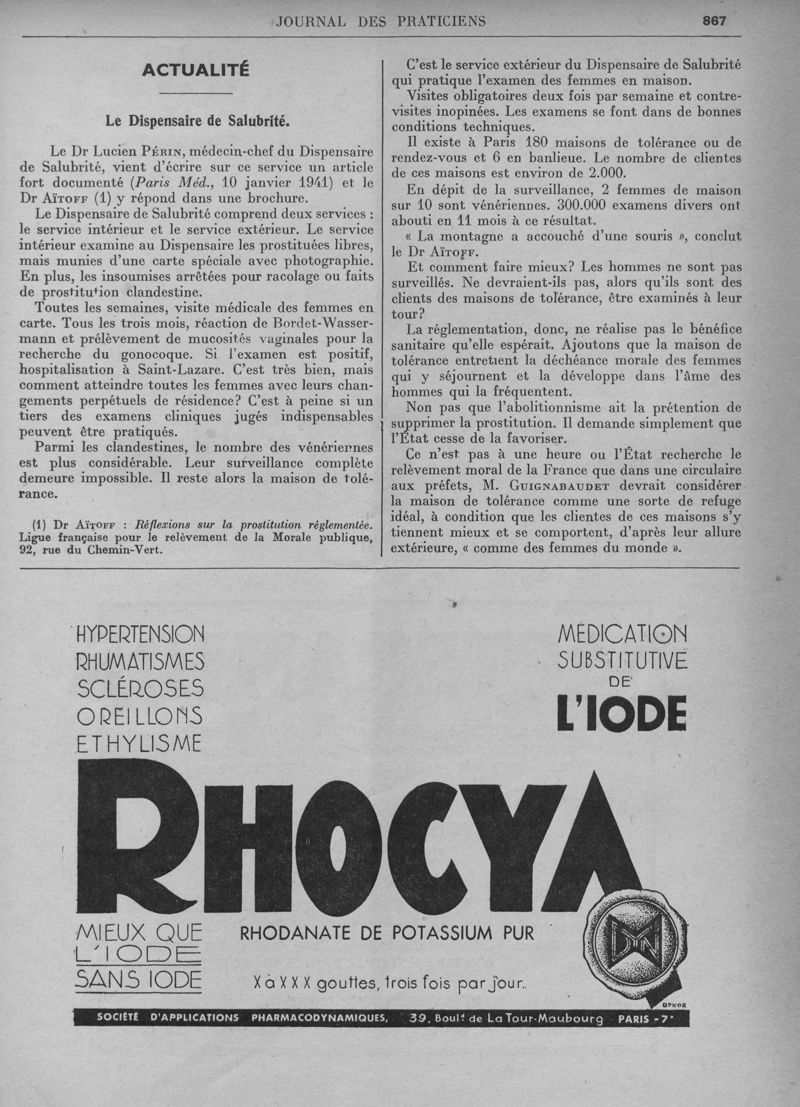 JOURNAL DES PRATICIENS 867
ACTUALITÉ
Le Dispensaire de Salubrité.
Le Dr Lucien PÉRIN, médecin-chef du Dispensaire
de Salubrité, vient d'écrire sur ce service un article
fort documenté (Paris Méd., 10 janvier 1941) et le
Dr AÏTOFF (1) y répond dans une brochure.
Le Dispensaire de Salubrité comprend deux services :
le service intérieur et le service extérieur. Le service
intérieur examine au Dispensaire les prostituées libres,
mais munies d'une carte spéciale avec photographie.
En plus, les insoumises arrêtées pour racolage ou faits
de prostitution clandestine.
Toutes les semaines, visite médicale des femmes en
carte. Tous les trois mois, réaction de Bordet-Wasser-
mann et prélèvement de mucosités vaginales pour la
recherche du gonocoque. Si l'examen est positif,
hospitalisation à Saint-Lazare. C'est très bien, mais
comment atteindre toutes les femmes avec leurs chan-
gements perpétuels de résidence? C'est à peine si un
tiers des examens cliniques jugés indispensables
peuvent être pratiqués.
Parmi les clandestines, le nombre des vénériennes
est plus considérable. Leur surveillance complète
demeure impossible. Il reste alors la maison de tolé-
rance.
(1) Dr AÏTOFF : Réflexions sur la prostitution réglementée.
Ligue française pour le relèvement de la Morale publique,
92, rue du Chemin-Vert.
C'est le service extérieur du Dispensaire de Salubrité
qui pratique l'examen des femmes en maison.
Visites obligatoires deux fois par semaine et contre-
visites inopinées. Les examens se font dans de bonnes
conditions techniques.
Il existe à Paris 180 maisons de tolérance ou de
rendez-vous et 6 en banlieue. Le nombre de clientes
de ces maisons est environ de 2.000.
En dépit de la surveillance, 2 femmes de maison
sur 10 sont vénériennes. 300.000 examens divers ont
abouti en 11 mois à ce résultat.
« La montagne a accouché d'une souris », conclut
le Dr AÏTOFF.
Et comment faire mieux? Les hommes ne sont pas
surveillés. Ne devraient-ils pas, alors qu'ils sont des
clients des maisons de tolérance, être examinés à leur
tour?
La réglementation, donc, ne réalise pas le bénéfice
sanitaire qu'elle espérait. Ajoutons que la maison de
tolérance entretient la déchéance morale des femmes
qui y séjournent et la développe dans l'âme des
hommes qui la fréquentent.
Non pas que l'abolitionnisme ait la prétention de
supprimer la prostitution. Il demande simplement que
l'État cesse de la favoriser.
Ce n'est pas à une heure ou l'État recherche le
relèvement moral de la France que dans une circulaire
aux préfets, M. GUIGNABAUDET devrait considérer
la maison de tolérance comme une sorte de refuge
idéal, à condition que les clientes de ces maisons s'y
tiennent mieux et se comportent, d'après leur allure
extérieure, « comme des femmes du monde ».
HYPERTENSION
RHUMATISMES
SCLÉROSES
OREILLONS
ETHYLISME
MÉDICATION
SUBSTITUTIVE
DE
L'IODE
RHOCYA
MIEUX QUE
L'IODE
SANS IODE
RHODANATE DE POTASSIUM PUR
X à XXX gouttes, trois fois par jour..
DPNOR
SOCIÉTÉ D'APPLICATIONS PHARMACODYNAMIQUES, 39, Boulᵈ de La Tour-Maubourg PARIS-7ᵉ